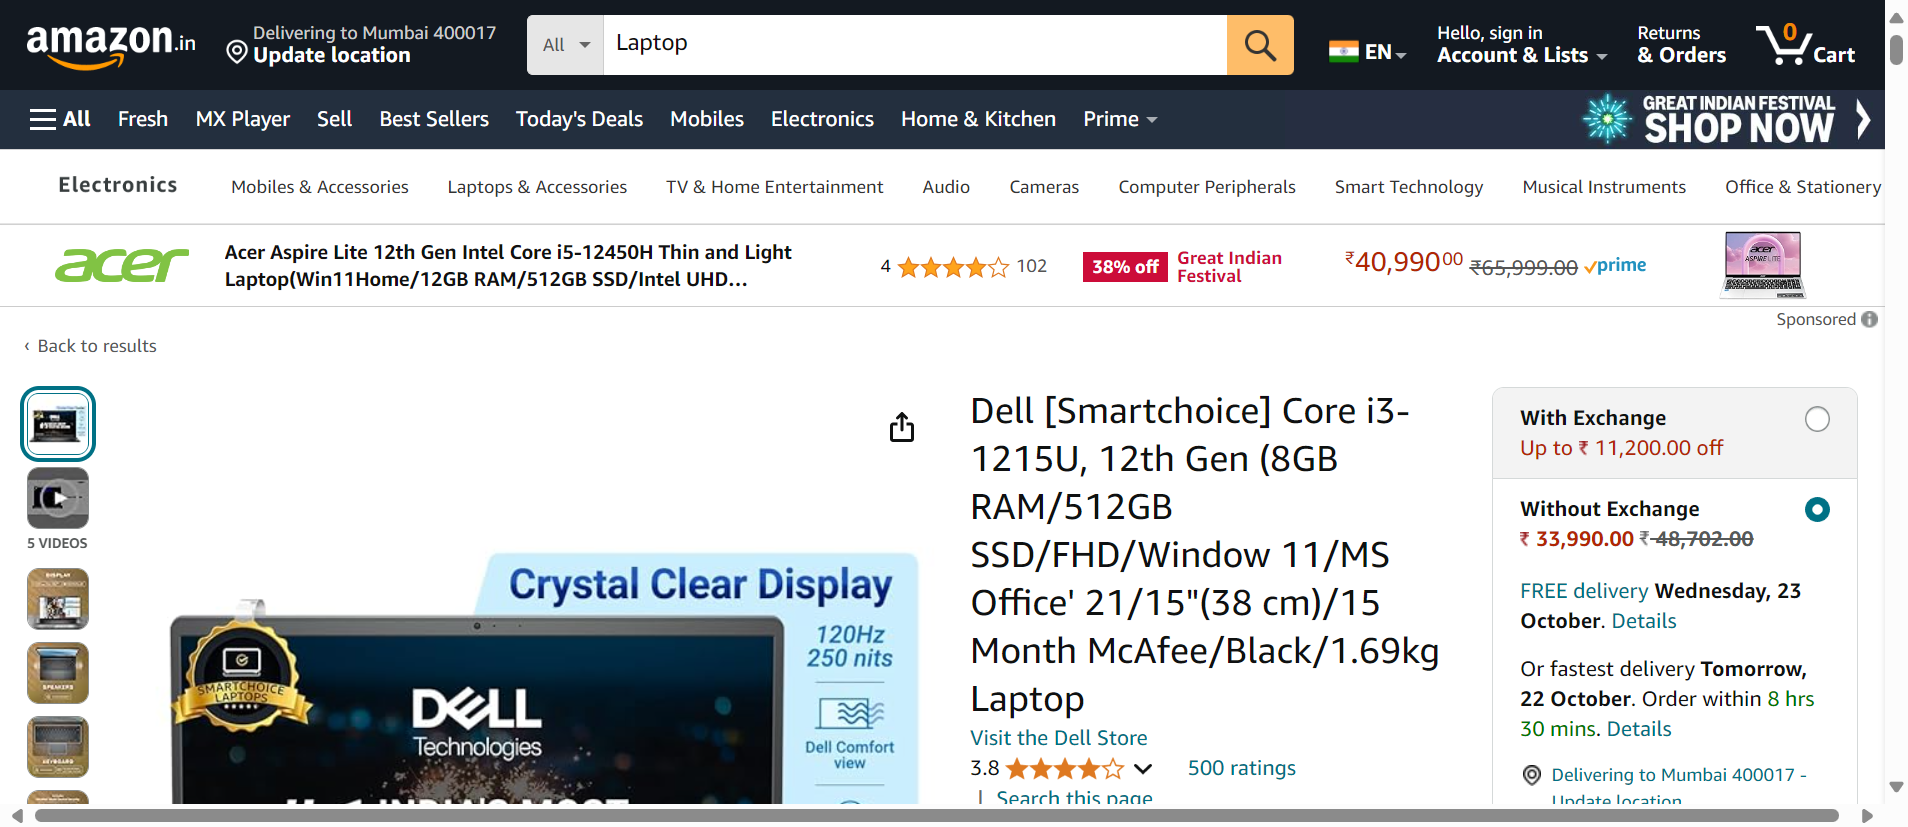 amazon.in
Delivering to Mumbai 400017
Update location
All
Laptop
EN
Hello, sign in
Account & Lists
Returns
& Orders
0
Cart
All
Fresh
MX Player
Sell
Best Sellers
Today's Deals
Mobiles
Electronics
Home & Kitchen
Prime
GREAT INDIAN FESTIVAL
SHOP NOW
Electronics
Mobiles & Accessories
Laptops & Accessories
TV & Home Entertainment
Audio
Cameras
Computer Peripherals
Smart Technology
Musical Instruments
Office & Stationery
acer
Acer Aspire Lite 12th Gen Intel Core i5-12450H Thin and Light
Laptop(Win11Home/12GB RAM/512GB SSD/Intel UHD...
4
102
38% off
Great Indian
Festival
₹40,99000
₹65,999.00
prime
acer
ASPIRE LITE
Sponsored
‹ Back to results
5 VIDEOS
DISPLAY
SPEAKERS
KEYBOARD
Crystal Clear Display
120Hz
250 nits
Dell Comfort
view
SMARTCHOICE
LAPTOPS
DELL
Technologies
#1 INDIA'S MOST
Dell [Smartchoice] Core i3-
1215U, 12th Gen (8GB
RAM/512GB
SSD/FHD/Window 11/MS
Office' 21/15"(38 cm)/15
Month McAfee/Black/1.69kg
Laptop
Visit the Dell Store
3.8
500 ratings
| Search this page
With Exchange
Up to ₹ 11,200.00 off
Without Exchange
₹ 33,990.00 ₹ 48,702.00
FREE delivery Wednesday, 23
October. Details
Or fastest delivery Tomorrow,
22 October. Order within 8 hrs
30 mins. Details
Delivering to Mumbai 400017 -
Update location